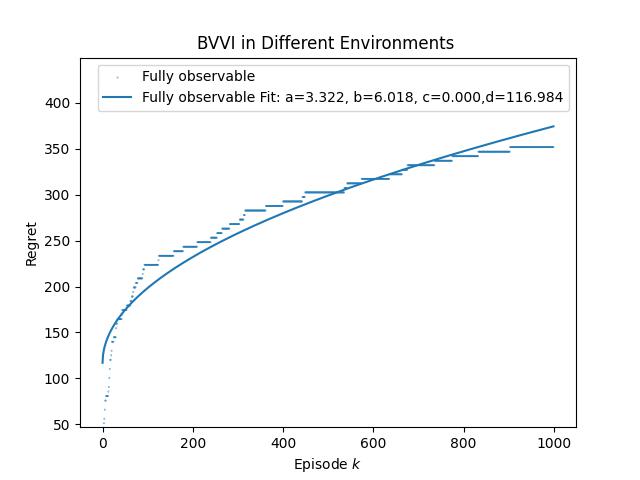 BVVI in Different Environments
Fully observable
Fully observable Fit: a=3.322, b=6.018, c=0.000,d=116.984
Regret
400
350
300
250
200
150
100
50
0 200 400 600 800 1000
Episode k